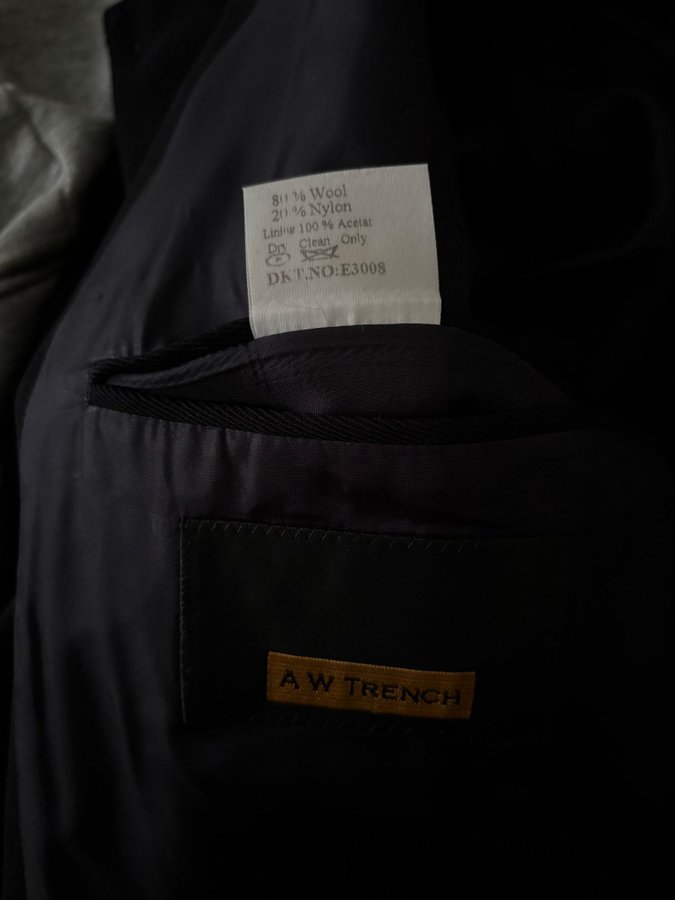 80 % Wool
20 % Nylon
Lining 100 % Acetat
Dry Clean Only
DKT.NO:E3008
A W TRENCH